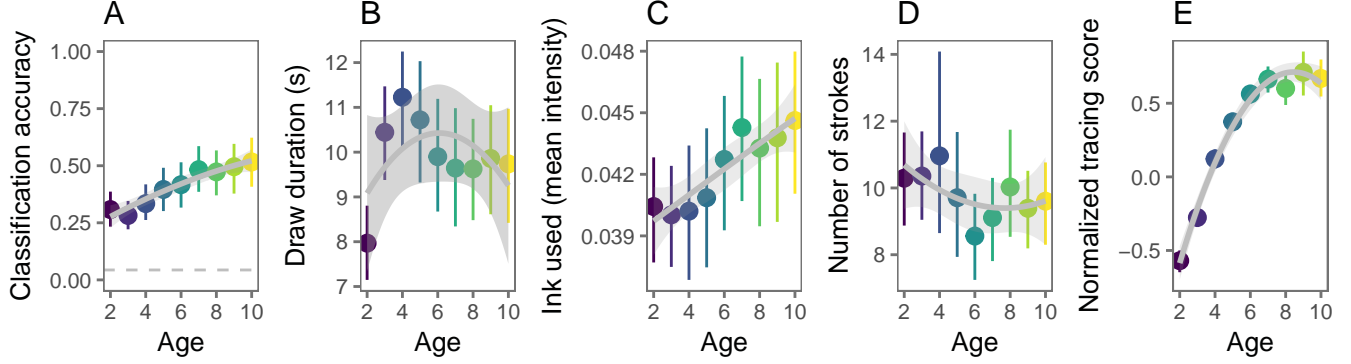 A
Classification accuracy
1.00
0.75
0.50
0.25
0.00
2 4 6 8 10
Age
B
Draw duration (s)
12
11
10
9
8
7
2 4 6 8 10
Age
C
Ink used (mean intensity)
0.048
0.045
0.042
0.039
2 4 6 8 10
Age
D
Number of strokes
14
12
10
8
2 4 6 8 10
Age
E
Normalized tracing score
0.5
0.0
−0.5
2 4 6 8 10
Age